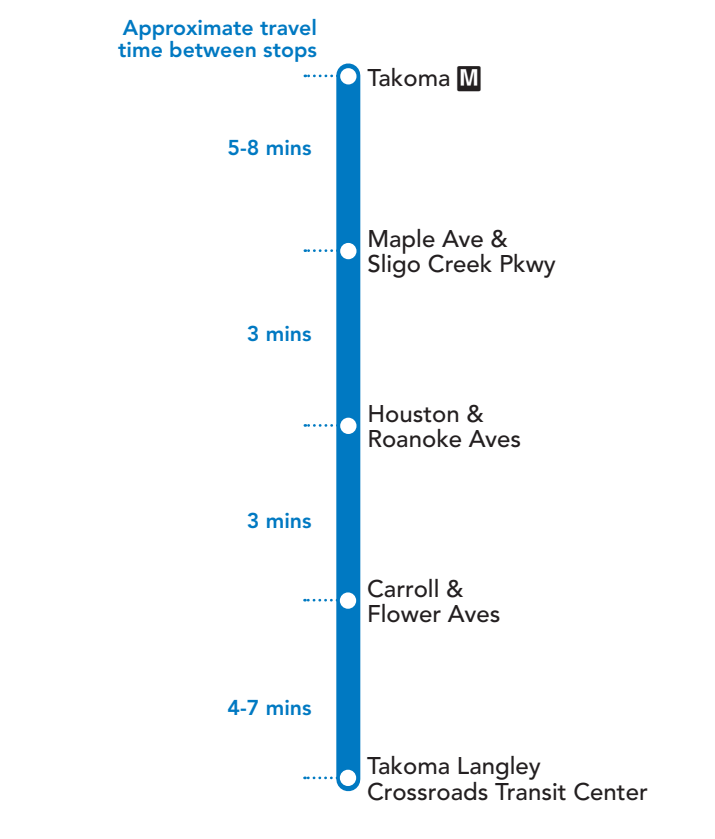 Approximate travel
time between stops
Takoma M
5-8 mins
Maple Ave &
Sligo Creek Pkwy
3 mins
Houston &
Roanoke Aves
3 mins
Carroll &
Flower Aves
4-7 mins
Takoma Langley
Crossroads Transit Center